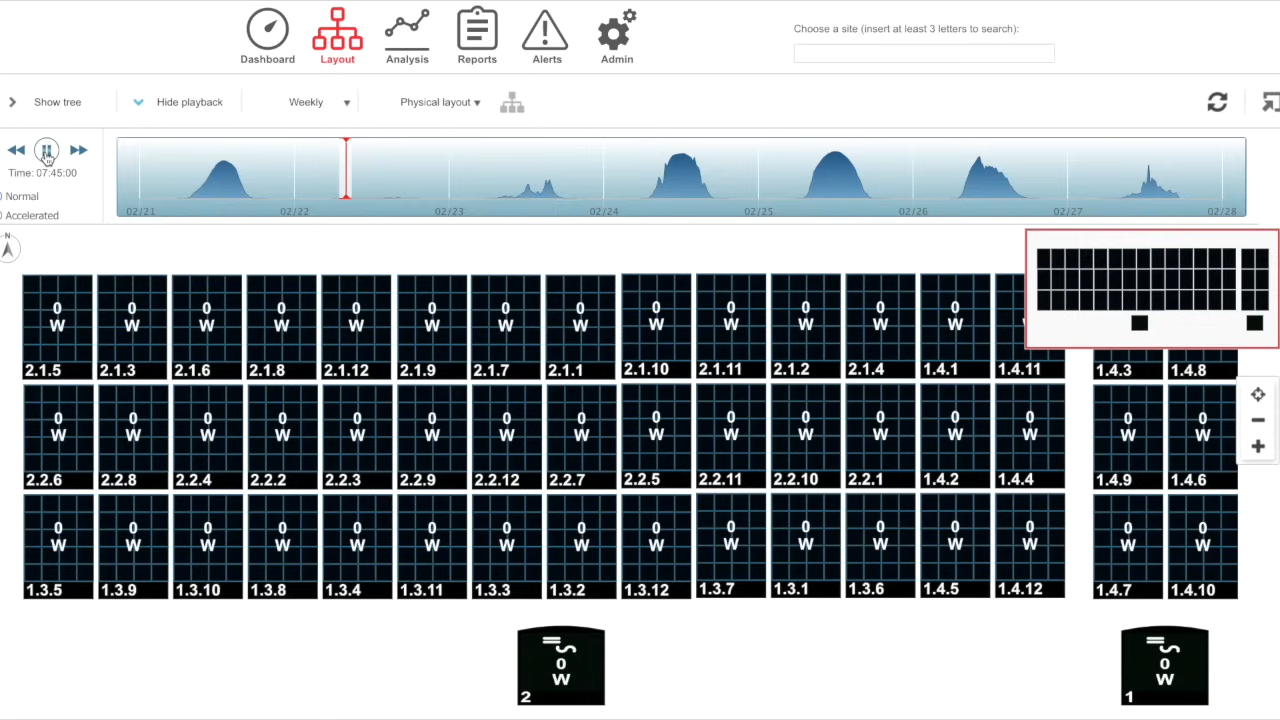 Choose a site (insert at least 3 letters to search):
Dashboard Layout Analysis Reports Alerts Admin
Show tree Hide playback Weekly Physical layout
Time: 07:45:00
Normal
Accelerated
02/21 02/22 02/23 02/24 02/25 02/26 02/27 02/28
N
0 0 0 0 0 0 0 0 0 0 0 0 0
W W W W W W W W W W W W W
2.1.5 2.1.3 2.1.6 2.1.8 2.1.12 2.1.9 2.1.7 2.1.1 2.1.10 2.1.11 2.1.2 2.1.4 1.4.1 1.4.11 1.4.3 1.4.8
0 0 0 0 0 0 0 0 0 0 0 0 0 0 0 0
W W W W W W W W W W W W W W W W
2.2.6 2.2.8 2.2.4 2.2.2 2.2.3 2.2.9 2.2.12 2.2.7 2.2.5 2.2.11 2.2.10 2.2.1 1.4.2 1.4.4 1.4.9 1.4.6
0 0 0 0 0 0 0 0 0 0 0 0 0 0 0 0
W W W W W W W W W W W W W W W W
1.3.5 1.3.9 1.3.10 1.3.8 1.3.4 1.3.11 1.3.3 1.3.2 1.3.12 1.3.7 1.3.1 1.3.6 1.4.5 1.4.12 1.4.7 1.4.10
0 0
W W
2 1